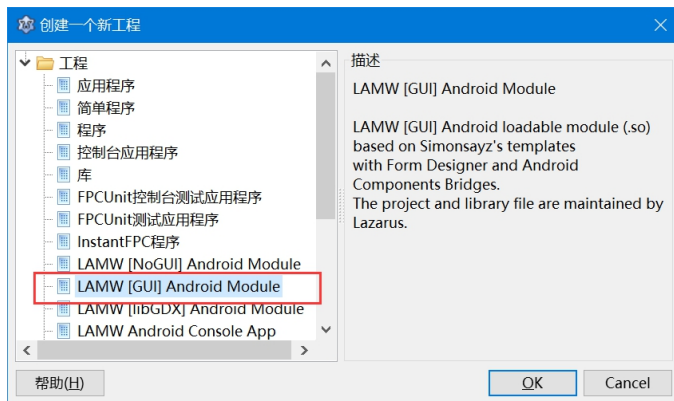 创建一个新工程
工程
应用程序
简单程序
程序
控制台应用程序
库
FPCUnit控制台测试应用程序
FPCUnit测试应用程序
InstantFPC程序
LAMW [NoGUI] Android Module
LAMW [GUI] Android Module
LAMW [libGDX] Android Module
LAMW Android Console App
描述
LAMW [GUI] Android Module
LAMW [GUI] Android loadable module (.so)
based on Simonsayz's templates
with Form Designer and Android
Components Bridges.
The project and library file are maintained by
Lazarus.
帮助(H)
OK
Cancel